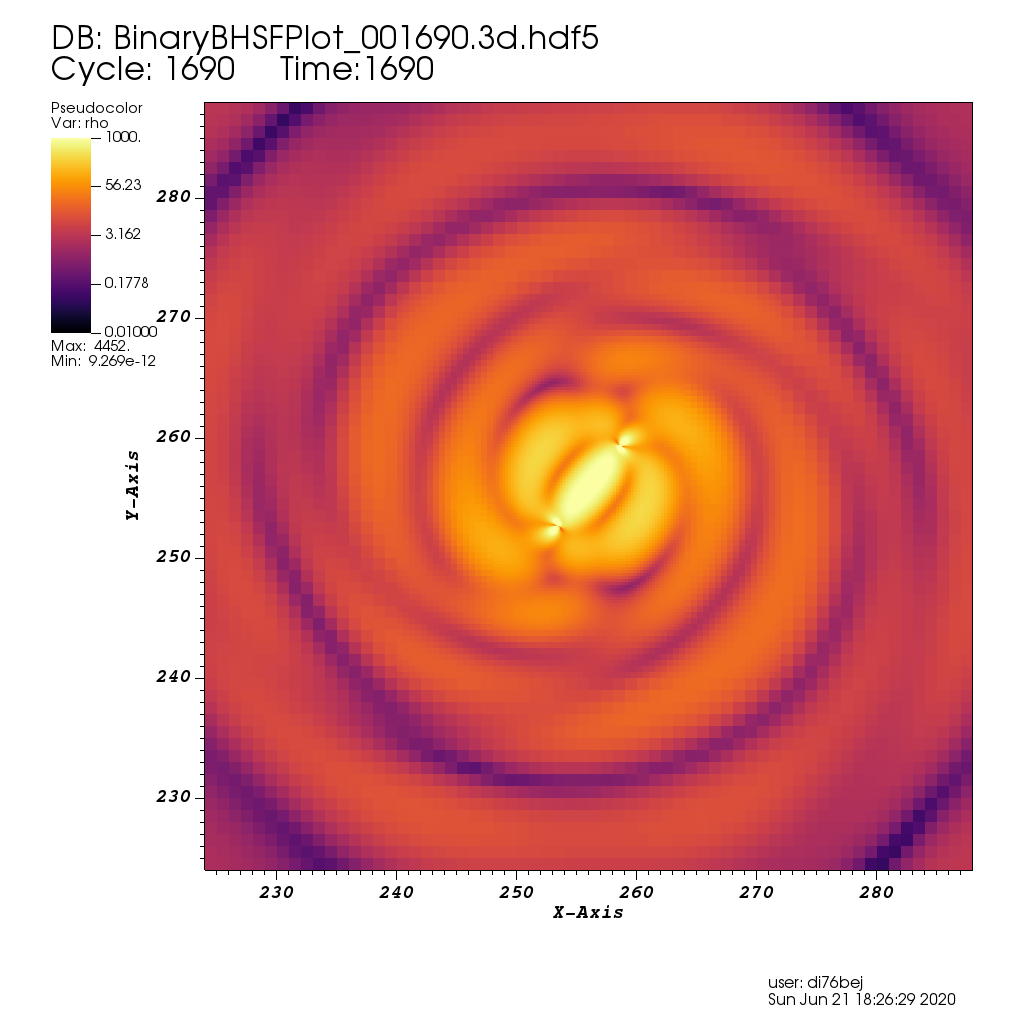 DB: BinaryBHSFPlot_001690.3d.hdf5
Cycle: 1690 Time:1690
Pseudocolor
Var: rho
1000.
56.23
3.162
0.1778
0.01000
Max: 4452.
Min: 9.269e-12
280
270
260
250
240
230
Y-Axis
230 240 250 260 270 280
X-Axis
user: di76bej
Sun Jun 21 18:26:29 2020